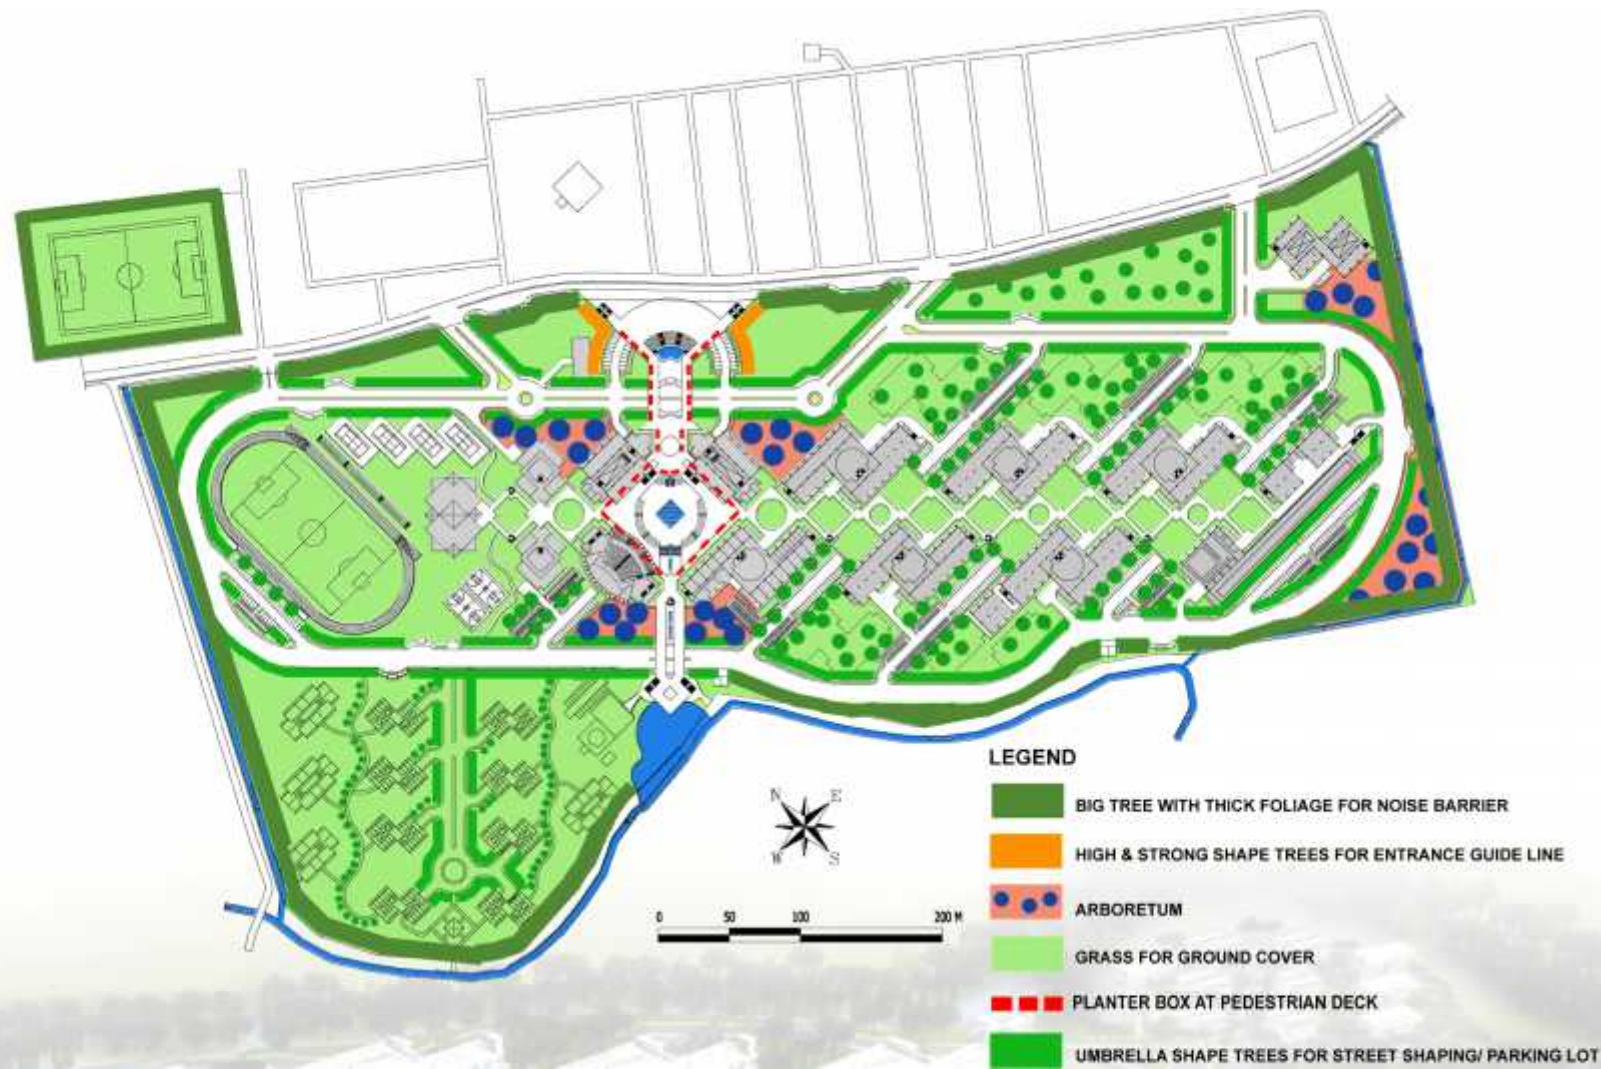 LEGEND
BIG TREE WITH THICK FOLIAGE FOR NOISE BARRIER
N E
HIGH & STRONG SHAPE TREES FOR ENTRANCE GUIDE LINE
W S
ARBORETUM
0 50 100 200 M
GRASS FOR GROUND COVER
PLANTER BOX AT PEDESTRIAN DECK
UMBRELLA SHAPE TREES FOR STREET SHAPING/ PARKING LOT